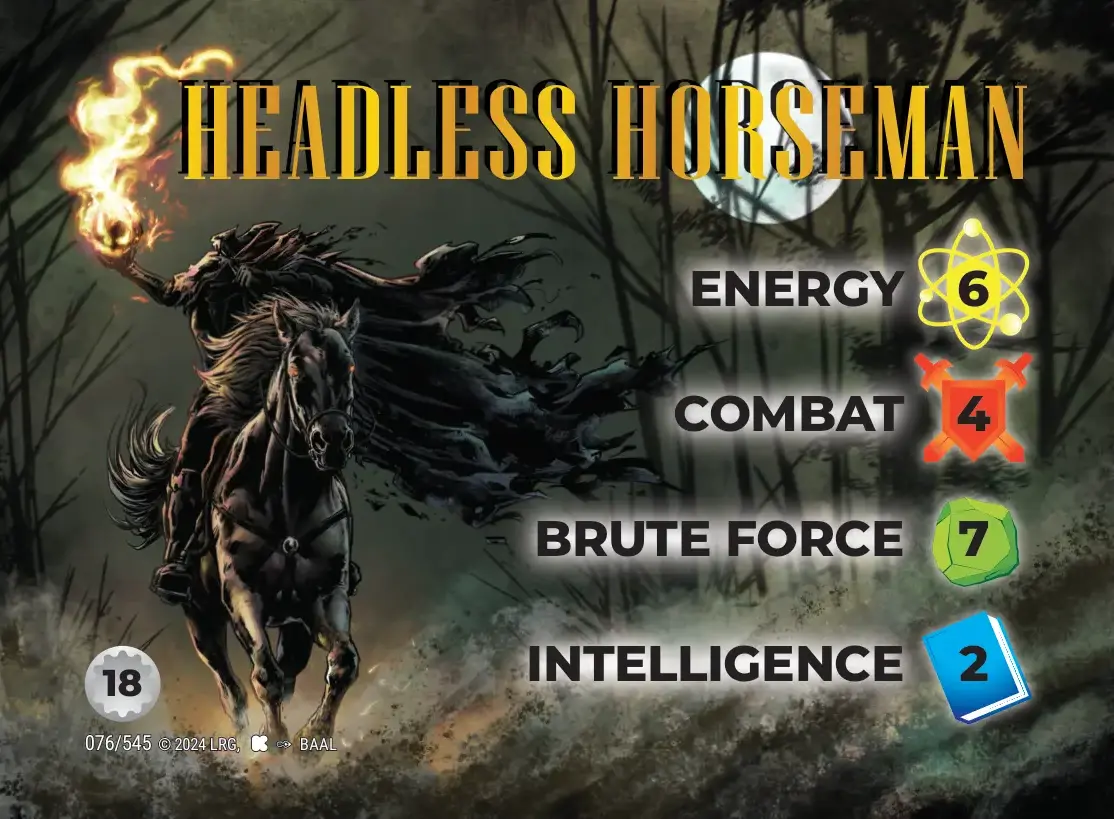 HEADLESS HORSEMAN
ENERGY 6
COMBAT 4
BRUTE FORCE 7
INTELLIGENCE 2
18
076/545 © 2024 LRG, BAAL